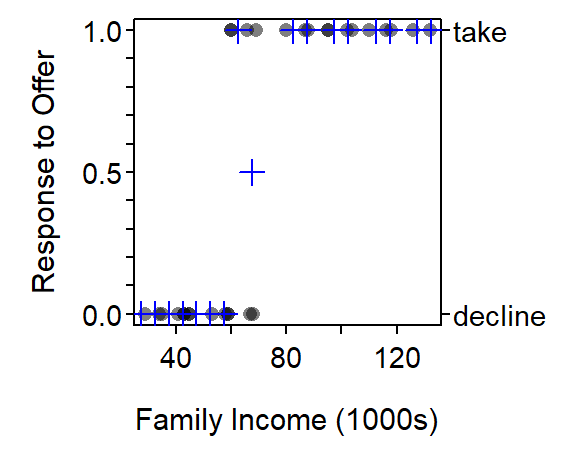 Response to Offer
1.0
0.5
0.0
take
decline
40 80 120
Family Income (1000s)